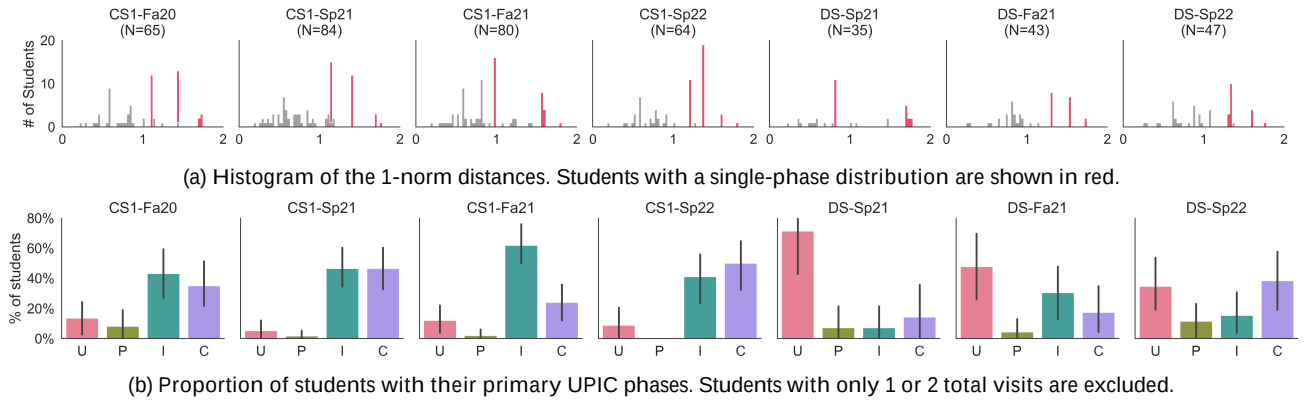 CS1-Fa20 CS1-Sp21 CS1-Fa21 CS1-Sp22 DS-Sp21 DS-Fa21 DS-Sp22
(N=65) (N=84) (N=80) (N=64) (N=35) (N=43) (N=47)
# of Students
20
10
0
0 1 2 0 1 2 0 1 2 0 1 2 0 1 2 0 1 2 0 1 2
(a) Histogram of the 1-norm distances. Students with a single-phase distribution are shown in red.
CS1-Fa20 CS1-Sp21 CS1-Fa21 CS1-Sp22 DS-Sp21 DS-Fa21 DS-Sp22
% of students
80%
60%
40%
20%
0%
U P I C U P I C U P I C U P I C U P I C U P I C U P I C
(b) Proportion of students with their primary UPIC phases. Students with only 1 or 2 total visits are excluded.